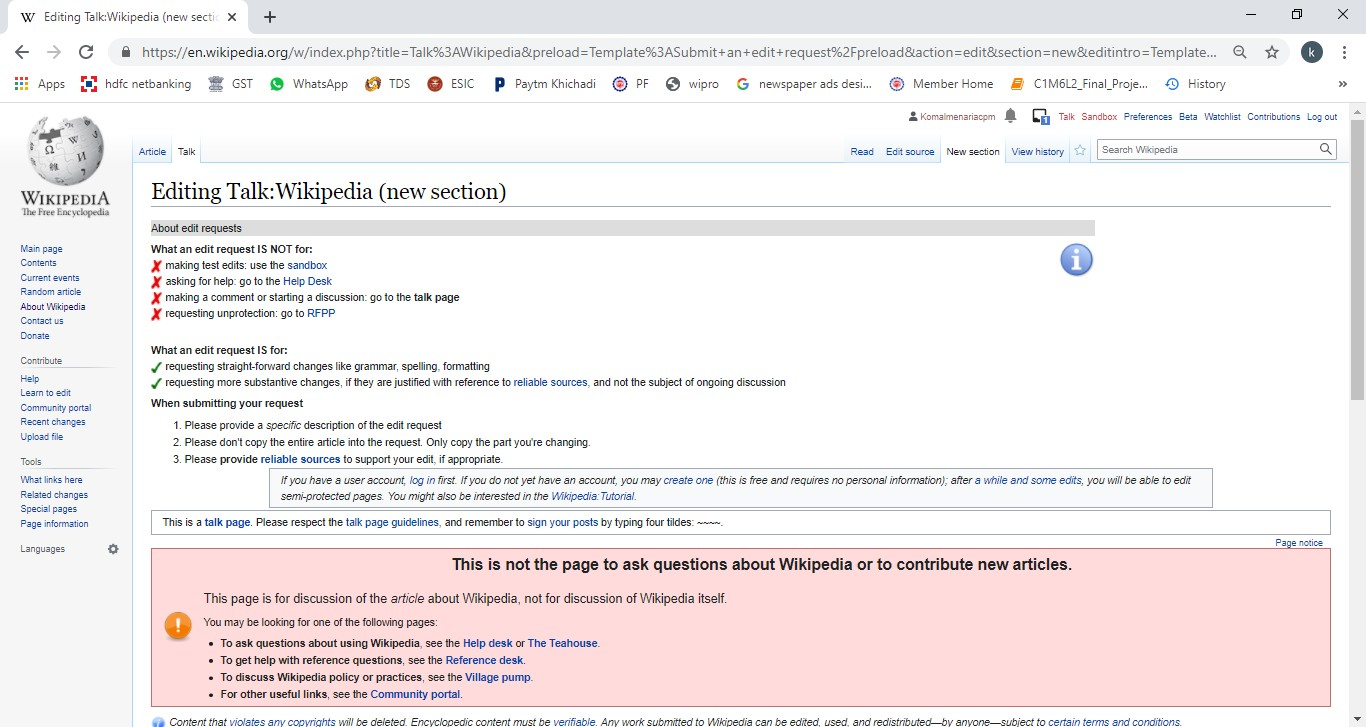 Editing Talk:Wikipedia (new secti
https://en.wikipedia.org/w/index.php?title=Talk%3AWikipedia&preload=Template%3ASubmit+an+edit+request%2Fpreload&action=edit&section=new&editintro=Template...
k
Apps hdfc netbanking GST WhatsApp TDS ESIC Paytm Khichadi PF wipro newspaper ads desi... Member Home C1M6L2_Final_Proje... History »
Komalmenariacpm 1 Talk Sandbox Preferences Beta Watchlist Contributions Log out
Article Talk Read Edit source New section View history Search Wikipedia
WIKIPEDIA
The Free Encyclopedia
Main page
Contents
Current events
Random article
About Wikipedia
Contact us
Donate
Contribute
Help
Learn to edit
Community portal
Recent changes
Upload file
Tools
What links here
Related changes
Special pages
Page information
Languages
Editing Talk:Wikipedia (new section)
About edit requests
What an edit request IS NOT for:
making test edits: use the sandbox
asking for help: go to the Help Desk
making a comment or starting a discussion: go to the talk page
requesting unprotection: go to RFPP
What an edit request IS for:
requesting straight-forward changes like grammar, spelling, formatting
requesting more substantive changes, if they are justified with reference to reliable sources, and not the subject of ongoing discussion
When submitting your request
1. Please provide a specific description of the edit request
2. Please don't copy the entire article into the request. Only copy the part you're changing.
3. Please provide reliable sources to support your edit, if appropriate.
If you have a user account, log in first. If you do not yet have an account, you may create one (this is free and requires no personal information); after a while and some edits, you will be able to edit
semi-protected pages. You might also be interested in the Wikipedia:Tutorial.
This is a talk page. Please respect the talk page guidelines, and remember to sign your posts by typing four tildes: ~~~~.
Page notice
This is not the page to ask questions about Wikipedia or to contribute new articles.
This page is for discussion of the article about Wikipedia, not for discussion of Wikipedia itself.
You may be looking for one of the following pages:
• To ask questions about using Wikipedia, see the Help desk or The Teahouse.
• To get help with reference questions, see the Reference desk.
• To discuss Wikipedia policy or practices, see the Village pump.
• For other useful links, see the Community portal.
Content that violates any copyrights will be deleted. Encyclopedic content must be verifiable. Any work submitted to Wikipedia can be edited, used, and redistributed—by anyone—subject to certain terms and conditions.